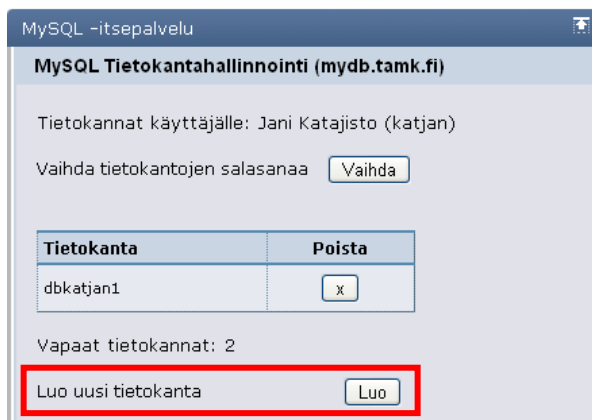 MySQL -itsepalvelu
MySQL Tietokantahallinnointi (mydb.tamk.fi)
Tietokannat käyttäjälle: Jani Katajisto (katjan)
Vaihda tietokantojen salasanaa Vaihda
Tietokanta Poista
dbkatjan1 x
Vapaat tietokannat: 2
Luo uusi tietokanta Luo